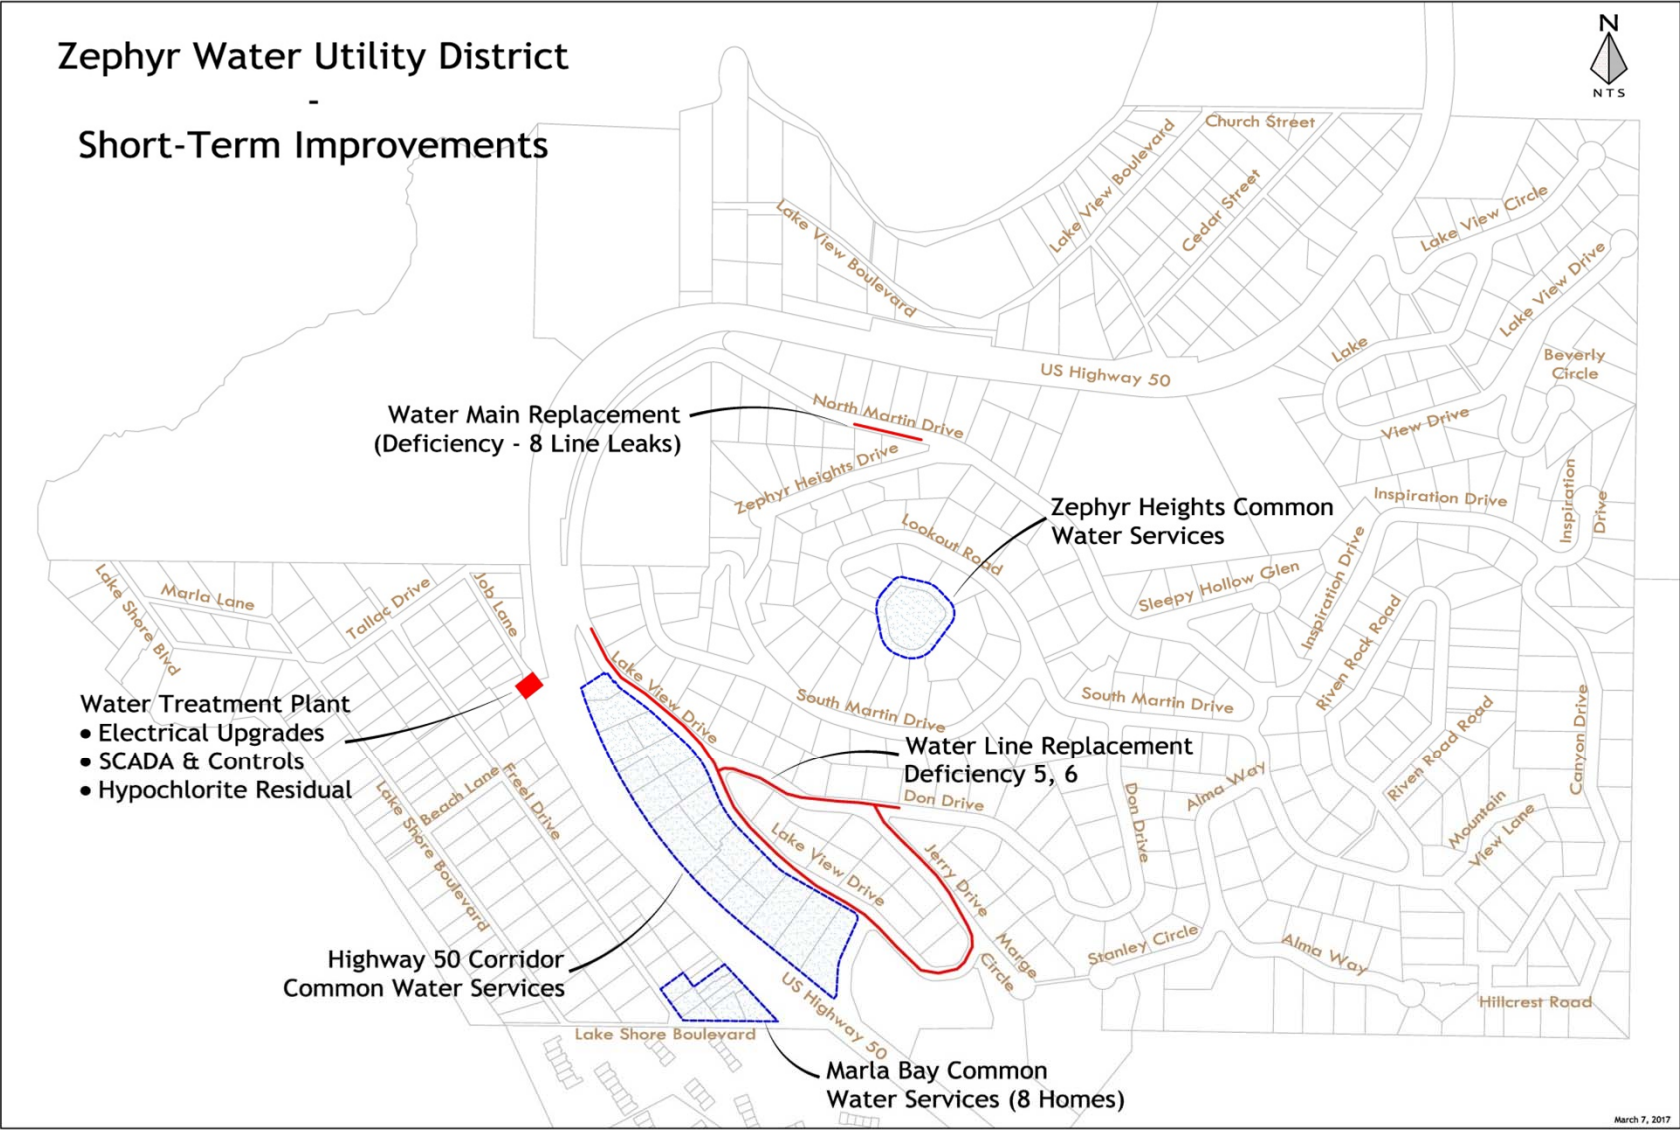 Zephyr Water Utility District
-
Short-Term Improvements
N
NTS
Church Street
Lake View Boulevard
Cedar Street
Lake View Circle
Lake View Boulevard
Lake View Drive
US Highway 50
Lake
View Drive
Beverly
Circle
Water Main Replacement
(Deficiency - 8 Line Leaks)
North Martin Drive
Zephyr Heights Drive
Zephyr Heights Common
Water Services
Lookout Road
Inspiration Drive
Inspiration
Drive
Inspiration Drive
Sleepy Hollow Glen
Riven Rock Road
Lake Shore Blvd
Marla Lane
Tallac Drive
Job Lane
Water Treatment Plant
• Electrical Upgrades
• SCADA & Controls
• Hypochlorite Residual
Lake View Drive
South Martin Drive
South Martin Drive
Water Line Replacement
Deficiency 5, 6
Don Drive
Don Drive
Alma Way
Riven Road Road
Canyon Drive
Mountain
View Lane
Beach Lane
Freel Drive
Lake Shore Boulevard
Lake View Drive
Jerry Drive
Marge
Circle
Stanley Circle
Alma Way
Hillcrest Road
Highway 50 Corridor
Common Water Services
US Highway 50
Lake Shore Boulevard
Marla Bay Common
Water Services (8 Homes)
March 7, 2017